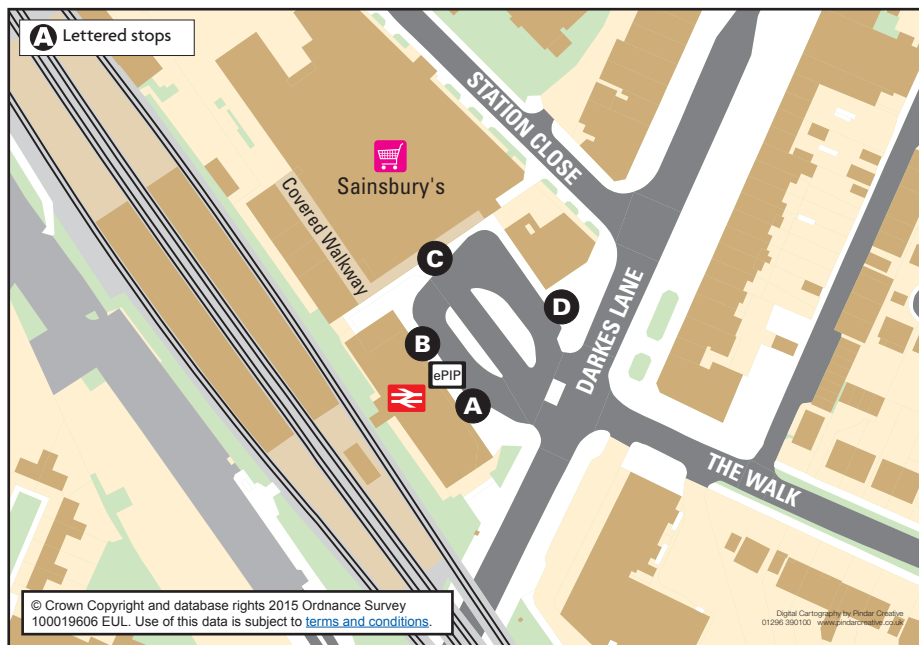 A Lettered stops
STATION CLOSE
Sainsbury's
Covered Walkway
C
D
B
ePIP
A
DARKES LANE
THE WALK
© Crown Copyright and database rights 2015 Ordnance Survey
100019606 EUL. Use of this data is subject to terms and conditions.
Digital Cartography by Pindar Creative
01296 390100 www.pindarcreative.co.uk